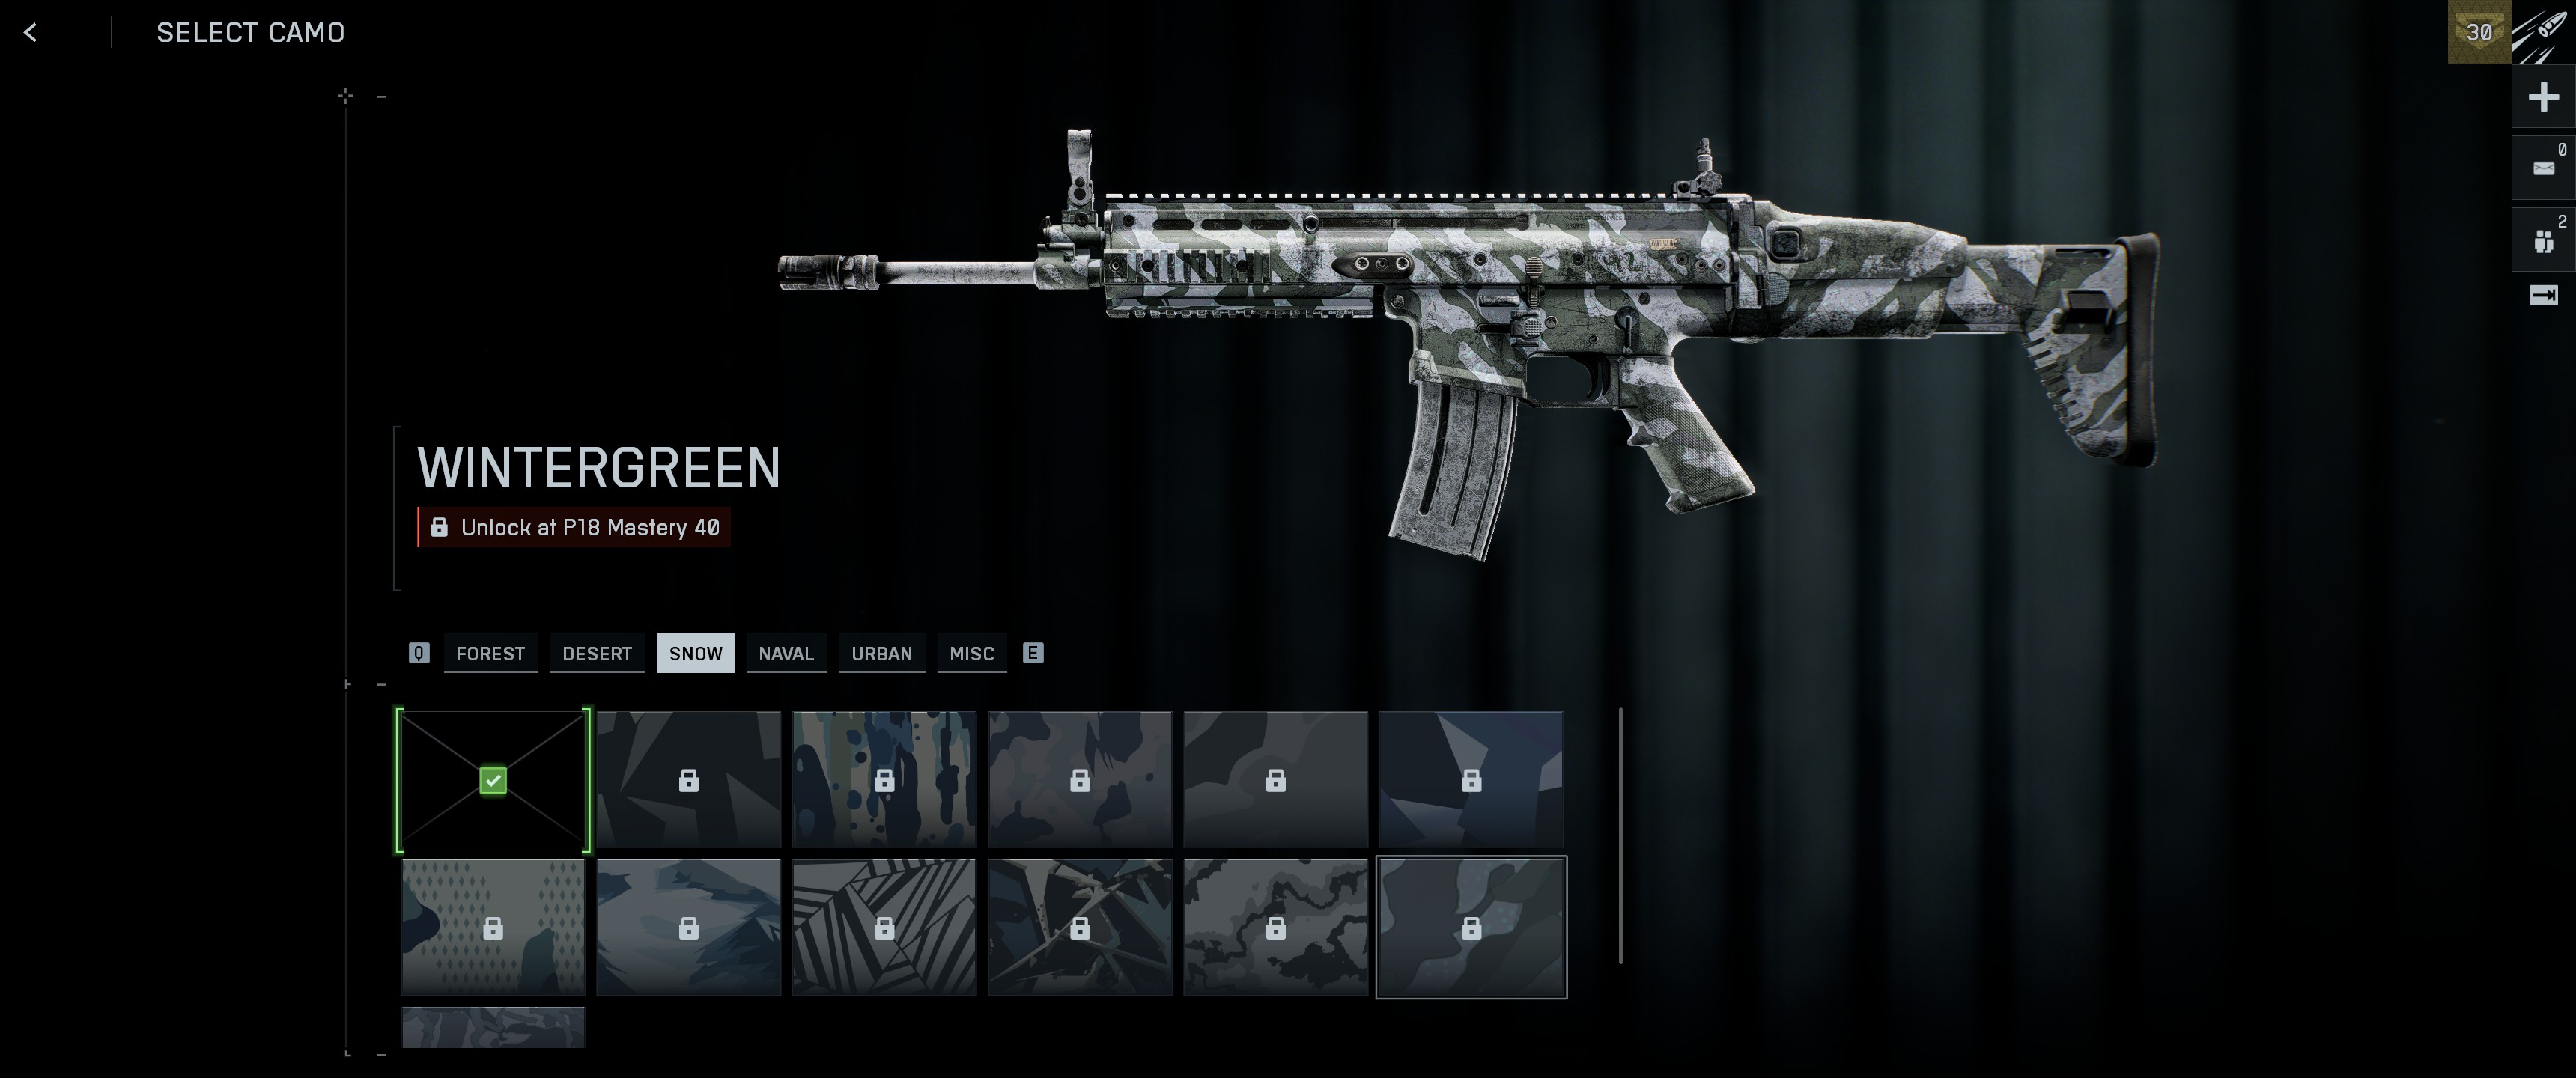 SELECT CAMO
30
0
2
WINTERGREEN
Unlock at P18 Mastery 40
Q FOREST DESERT SNOW NAVAL URBAN MISC E